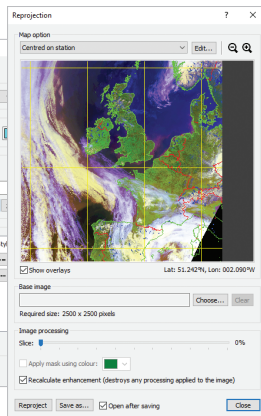 Reprojection ? ×
Map option
Centred on station Edit...
Show overlays Lat: 51.242°N, Lon: 002.090°W
Base image
Choose... Clear
Required size: 2500 x 2500 pixels
Image processing
Slice: 0%
Apply mask using colour:
Recalculate enhancement (destroys any processing applied to the image)
Reproject Save as... Open after saving Close